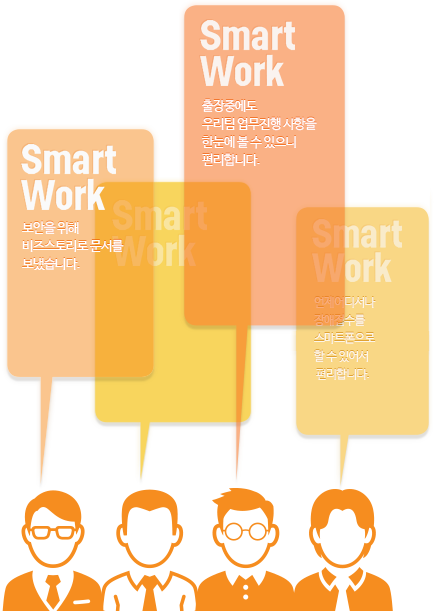 Smart
Work
출장중에도
우리팀 업무진행 사항을
한눈에 볼 수 있으니
편리합니다.
Smart
Work
보안을 위해
비즈스토리로 문서를
보냈습니다.
Smart
Work
Smart
Work
언제 어디서나
장애접수를
스마트폰으로
할 수 있어서
편리합니다.